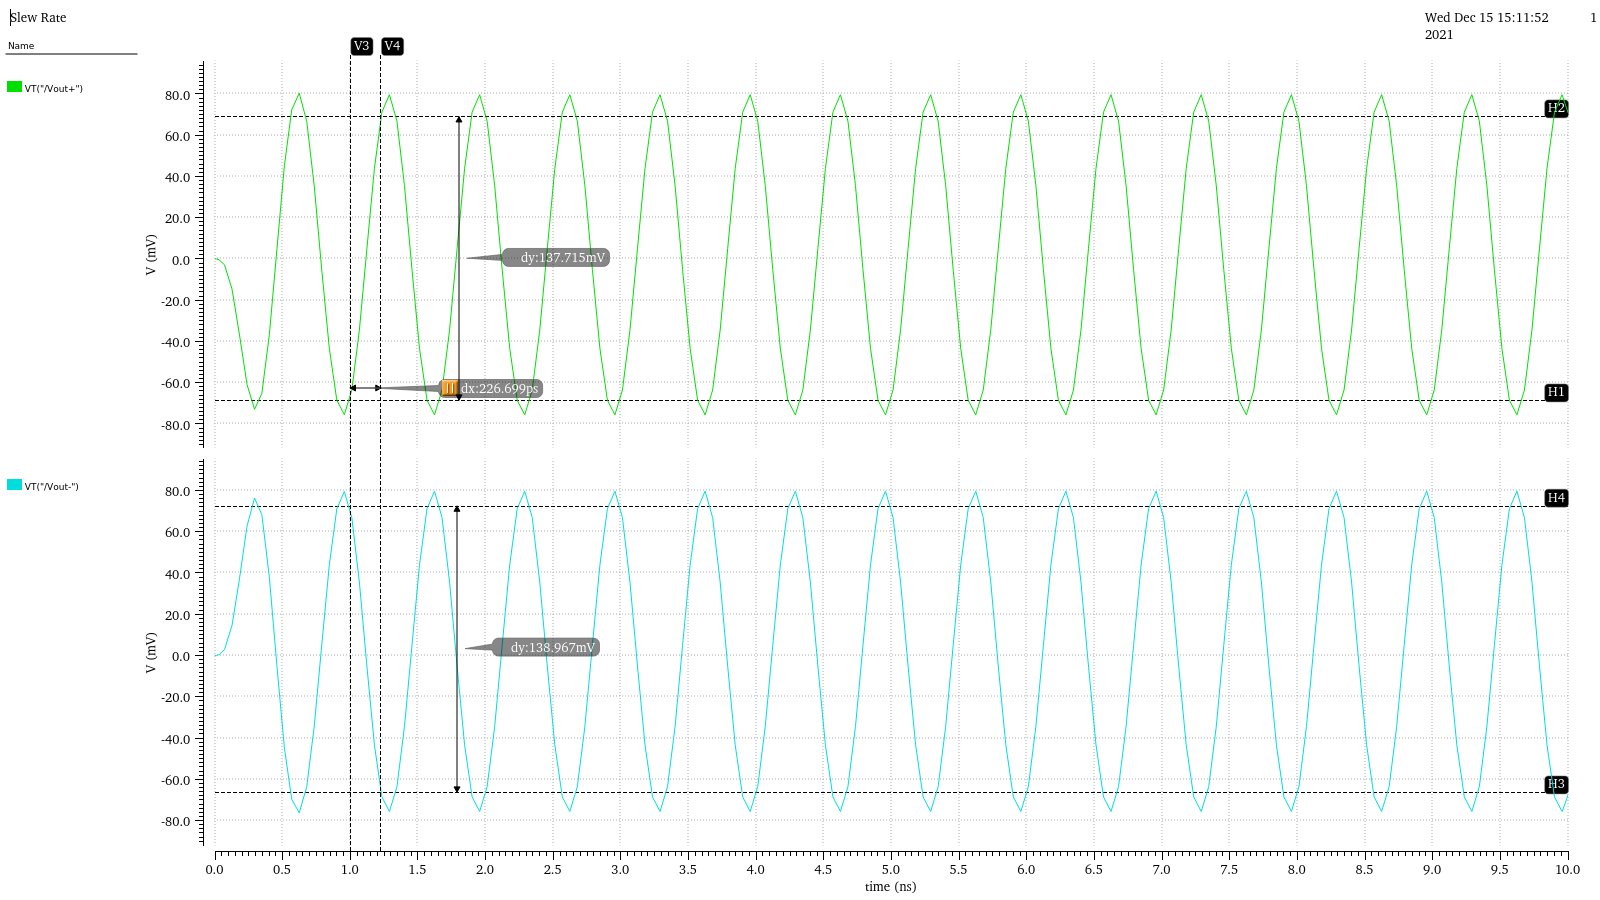 Slew Rate
Wed Dec 15 15:11:52 2021
1
Name
V3 V4
VT("/Vout+")
V (mV)
80.0
60.0
40.0
20.0
0.0
-20.0
-40.0
-60.0
-80.0
H2
dy:137.715mV
dx:226.699ps
H1
VT("/Vout-")
V (mV)
80.0
60.0
40.0
20.0
0.0
-20.0
-40.0
-60.0
-80.0
H4
dy:138.967mV
H3
0.0 0.5 1.0 1.5 2.0 2.5 3.0 3.5 4.0 4.5 5.0 5.5 6.0 6.5 7.0 7.5 8.0 8.5 9.0 9.5 10.0
time (ns)